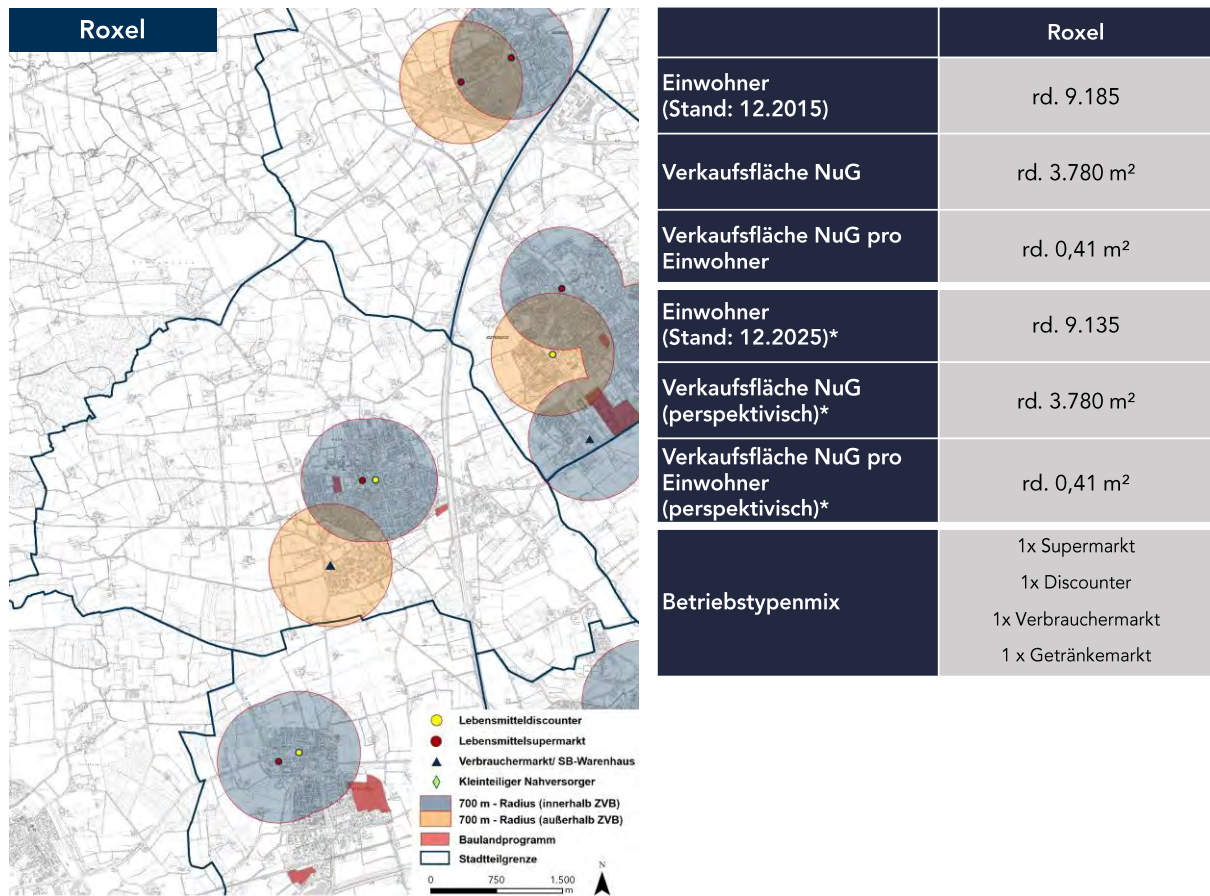 Roxel
Lebensmitteldiscounter
Lebensmittelsupermarkt
Verbrauchermarkt/ SB-Warenhaus
Kleinteiliger Nahversorger
700 m - Radius (innerhalb ZVB)
700 m - Radius (außerhalb ZVB)
Baulandprogramm
Stadtteilgrenze
0 750 1.500
m
N
Roxel
Einwohner
(Stand: 12.2015)
rd. 9.185
Verkaufsfläche NuG
rd. 3.780 m²
Verkaufsfläche NuG pro
Einwohner
rd. 0,41 m²
Einwohner
(Stand: 12.2025)*
rd. 9.135
Verkaufsfläche NuG
(perspektivisch)*
rd. 3.780 m²
Verkaufsfläche NuG pro
Einwohner
(perspektivisch)*
rd. 0,41 m²
Betriebstypenmix
1x Supermarkt
1x Discounter
1x Verbrauchermarkt
1 x Getränkemarkt